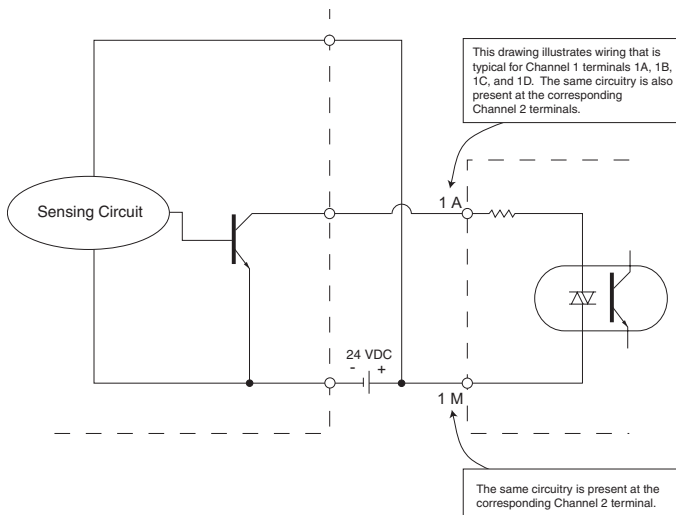 This drawing illustrates wiring that is
typical for Channel 1 terminals 1A, 1B,
1C, and 1D. The same circuitry is also
present at the corresponding
Channel 2 terminals.
Sensing Circuit
1 A
24 VDC
- +
1 M
The same circuitry is present at the
corresponding Channel 2 terminal.